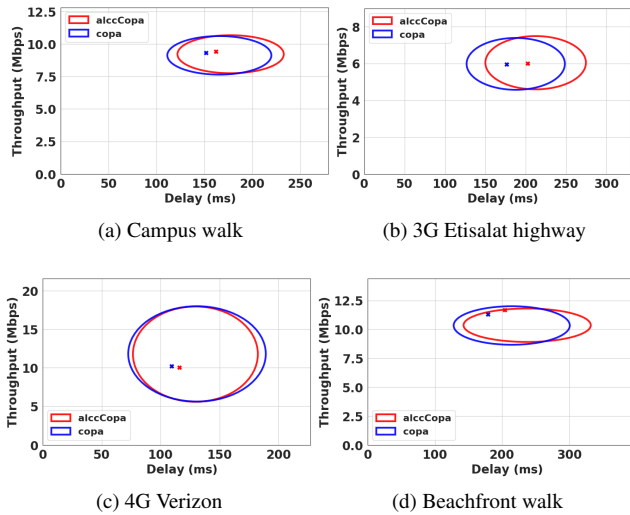 alccCopa
copa
Throughput (Mbps)
12.5
10.0
7.5
5.0
2.5
0.0
0 50 100 150 200 250
Delay (ms)
(a) Campus walk
alccCopa
copa
Throughput (Mbps)
8
6
4
2
0
0 50 100 150 200 250 300
Delay (ms)
(b) 3G Etisalat highway
Throughput (Mbps)
20
15
10
5
0
alccCopa
copa
0 50 100 150 200
Delay (ms)
(c) 4G Verizon
Throughput (Mbps)
12.5
10.0
7.5
5.0
2.5
0.0
alccCopa
copa
0 100 200 300
Delay (ms)
(d) Beachfront walk